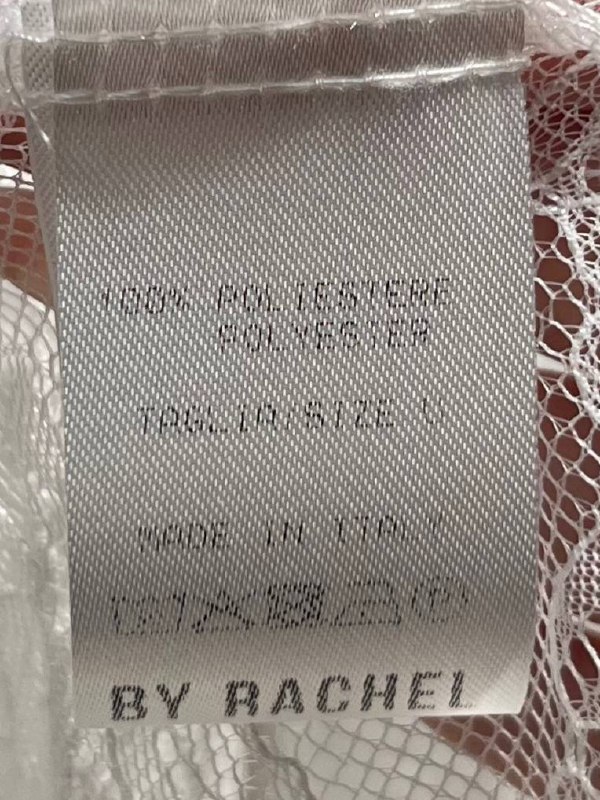 100% POLIESTERE
POLYESTER
TAGLIA/SIZE U
MADE IN ITALY
BY RACHEL